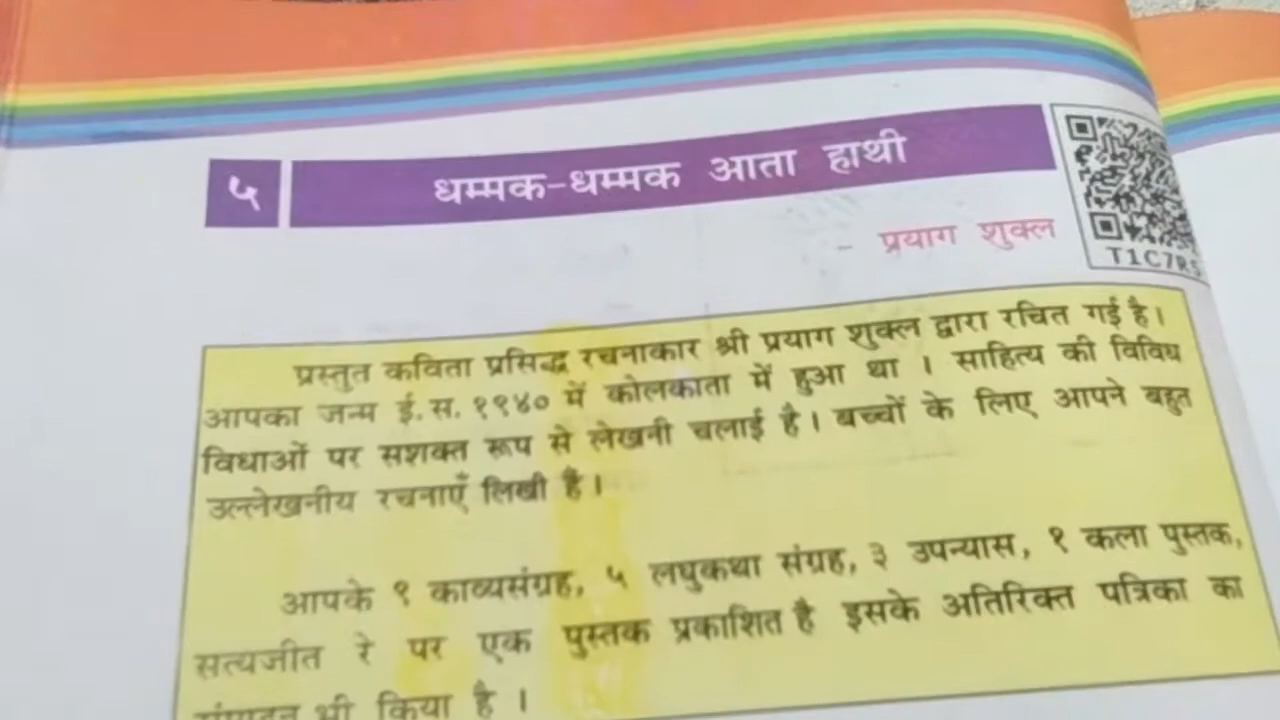 ५
धम्मक-धम्मक आता हाथी
- प्रयाग शुक्ल
T1C7R5
प्रस्तुत कविता प्रसिद्ध रचनाकार श्री प्रयाग शुक्ल द्वारा रचित गई है।
आपका जन्म ई.स.१९४० में कोलकाता में हुआ था । साहित्य की विविध
विधाओं पर सशक्त रूप से लेखनी चलाई है। बच्चों के लिए आपने बहुत
उल्लेखनीय रचनाएँ लिखी है।
आपके ९ काव्यसंग्रह, ५ लघुकथा संग्रह, ३ उपन्यास, १ कला पुस्तक,
सत्यजीत रे पर एक पुस्तक प्रकाशित है इसके अतिरिक्त पत्रिका का
भी किया है ।